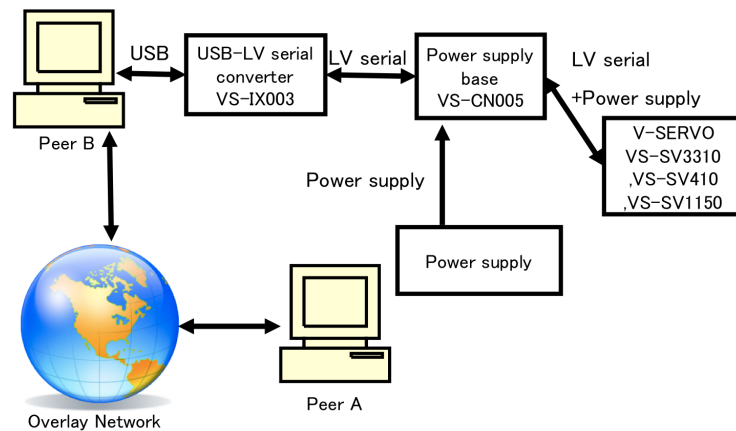 USB
USB-LV serial
converter
VS-IX003
LV serial
Power supply
base
VS-CN005
LV serial
+Power supply
V-SERVO
VS-SV3310
,VS-SV410
,VS-SV1150
Peer B
Power supply
Power supply
Peer A
Overlay Network